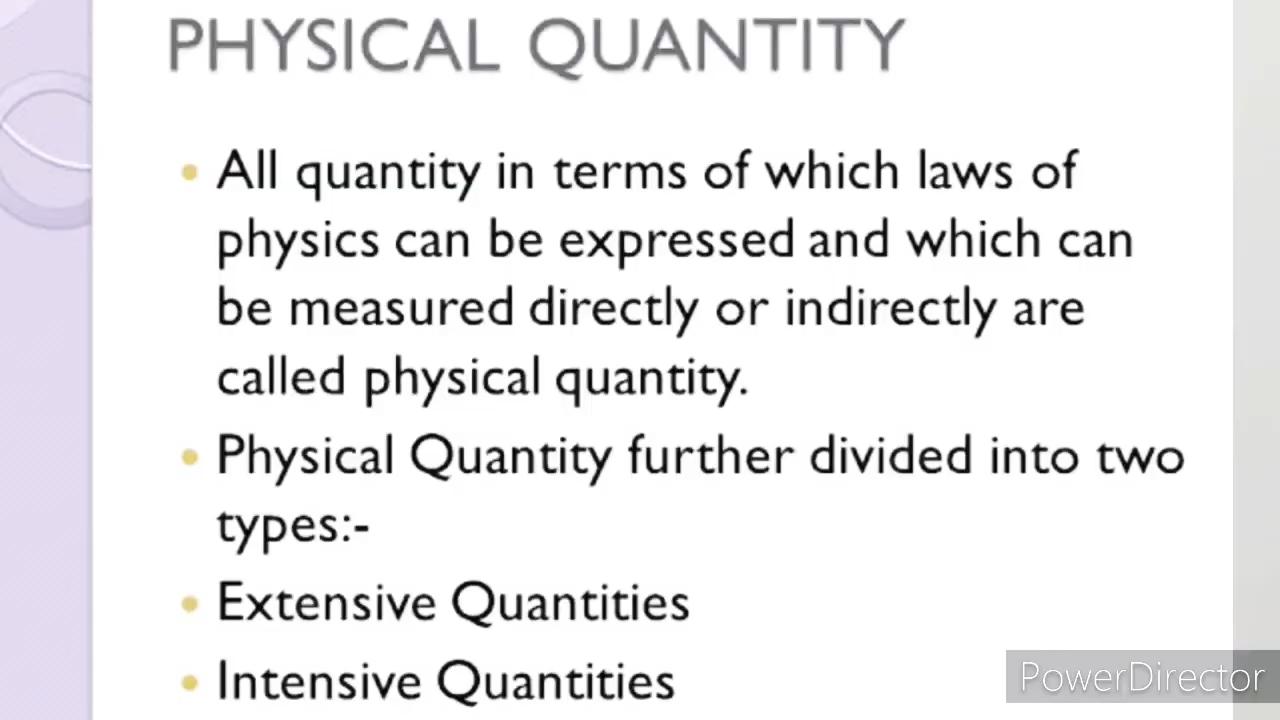 PHYSICAL QUANTITY
• All quantity in terms of which laws of
physics can be expressed and which can
be measured directly or indirectly are
called physical quantity.
• Physical Quantity further divided into two
types:-
• Extensive Quantities
• Intensive Quantities
PowerDirector